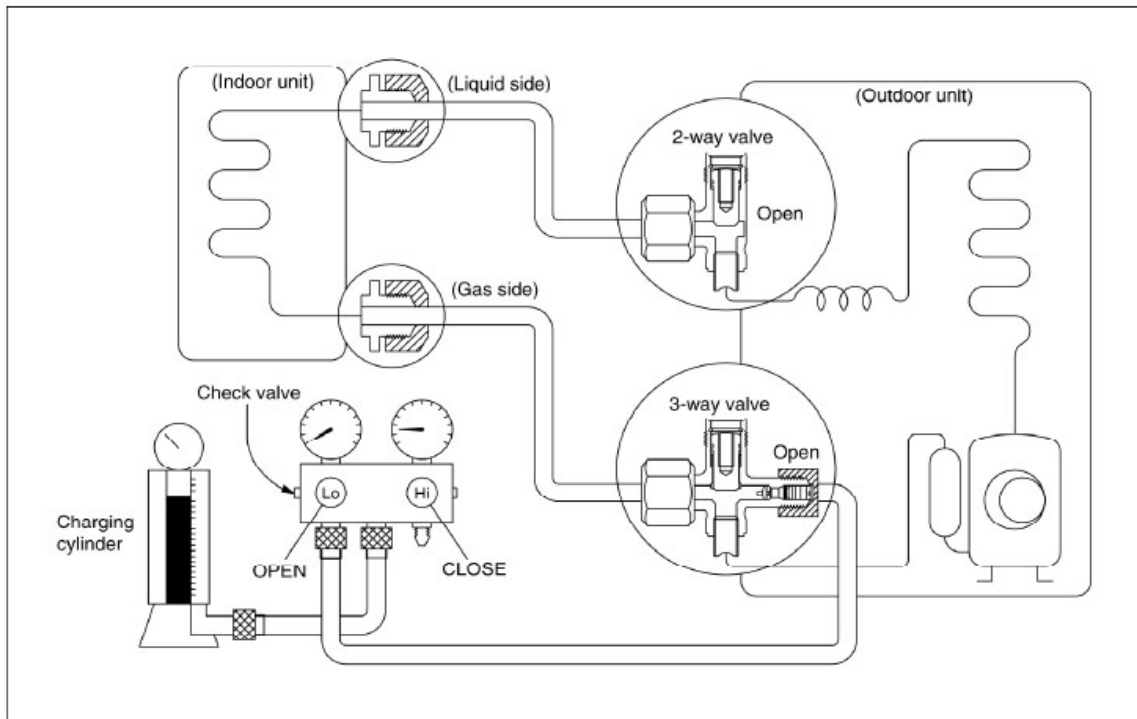 (Indoor unit)
(Liquid side)
(Outdoor unit)
2-way valve
Open
(Gas side)
Check valve
3-way valve
Open
Lo
Hi
Charging
cylinder
OPEN
CLOSE